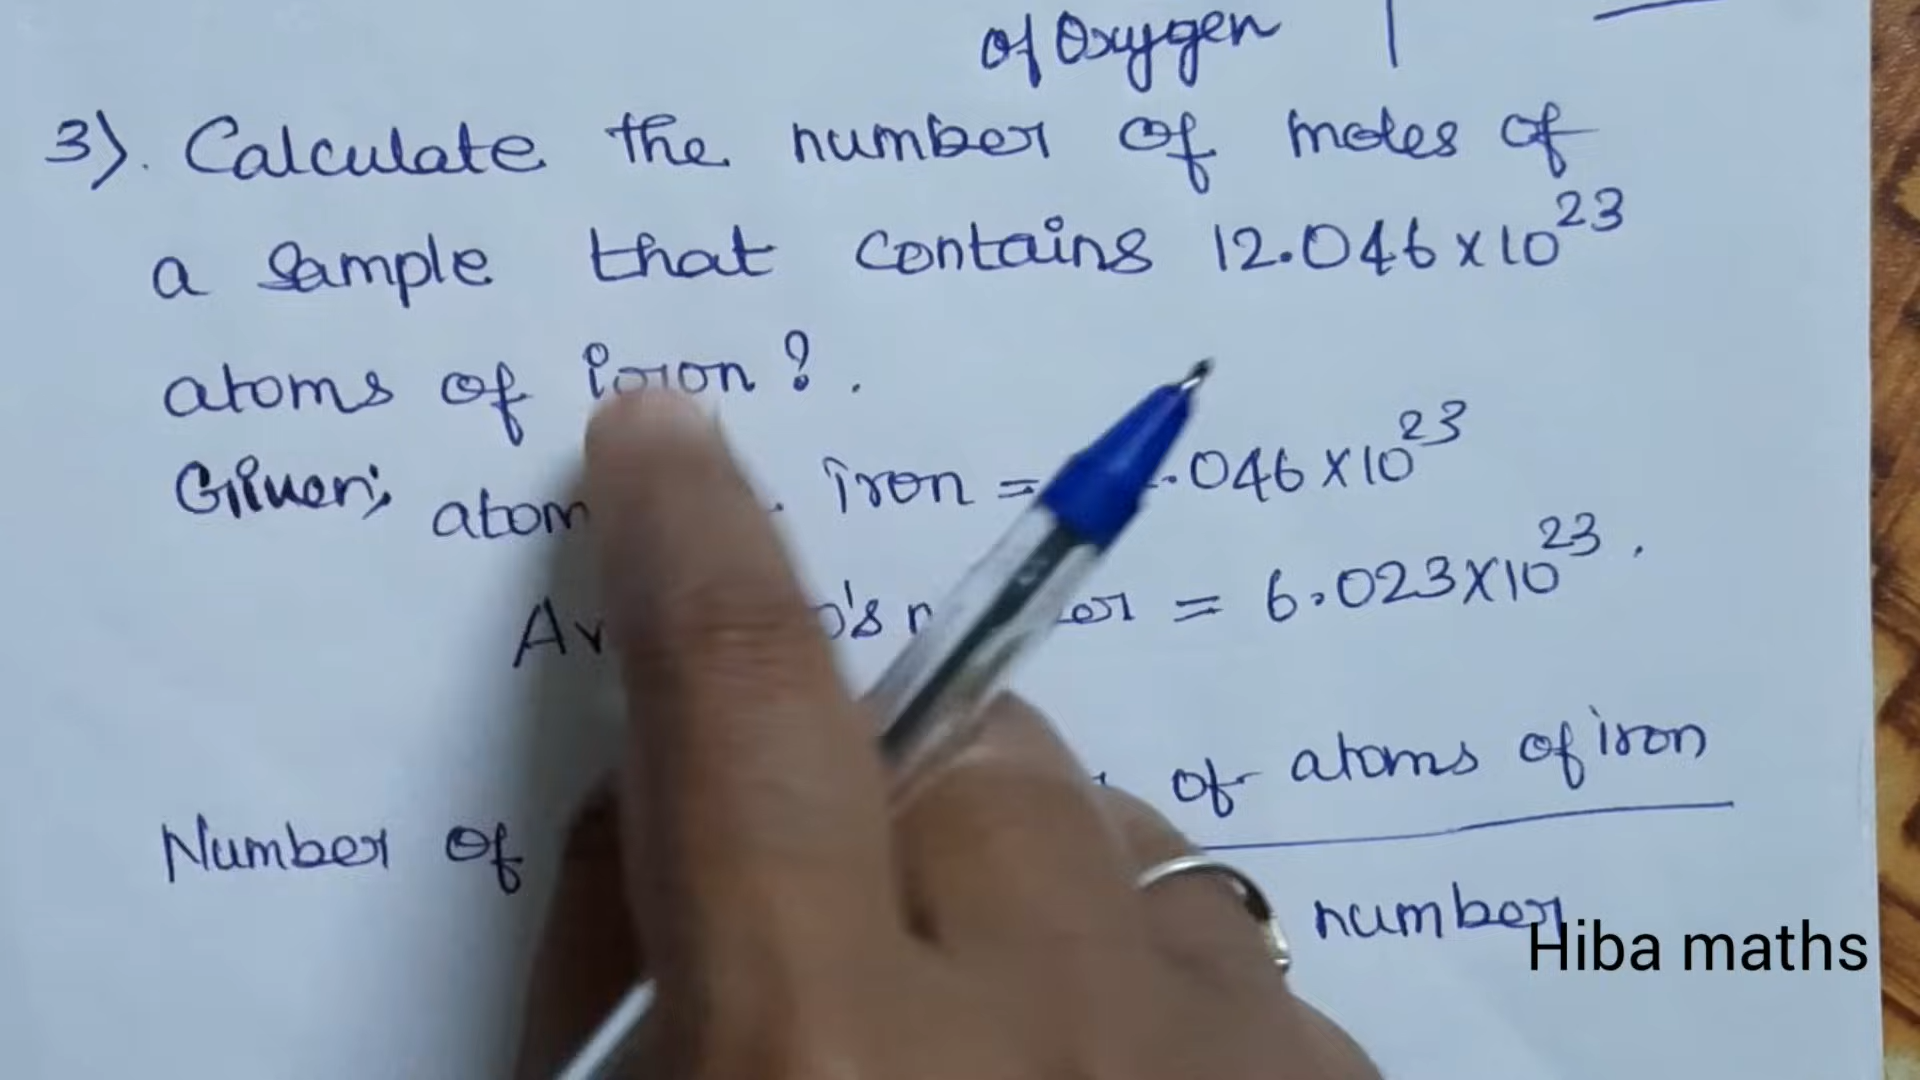 of Oxygen
3). Calculate the number of moles of
a sample that contains 12.046 x 10^23
atoms of iron ? .
Given; atom iron = .046 x 10^23
Av o's n = 6.023 x 10^23 .
of atoms of iron
Number of
number
Hiba maths